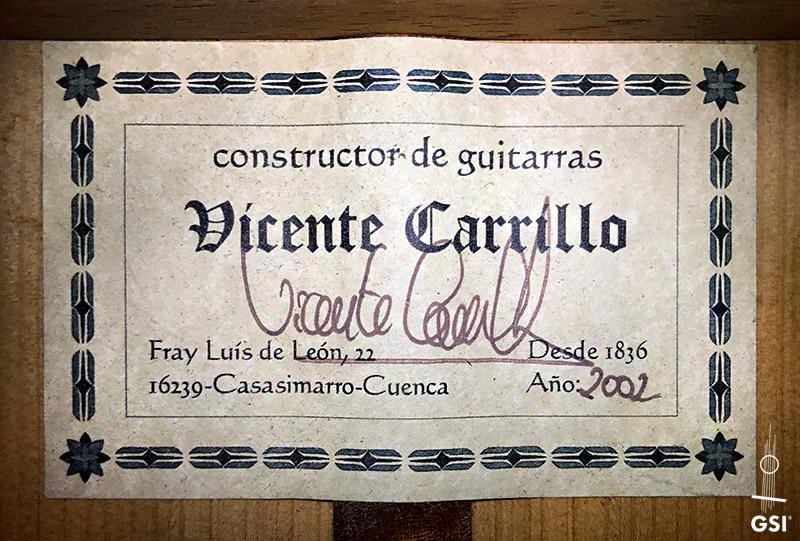 constructor de guitarras
Vicente Carrillo
Vicente Carrillo
Fray Luís de León, 22
Desde 1836
16239-Casasimarro-Cuenca
Año: 2002
GSI